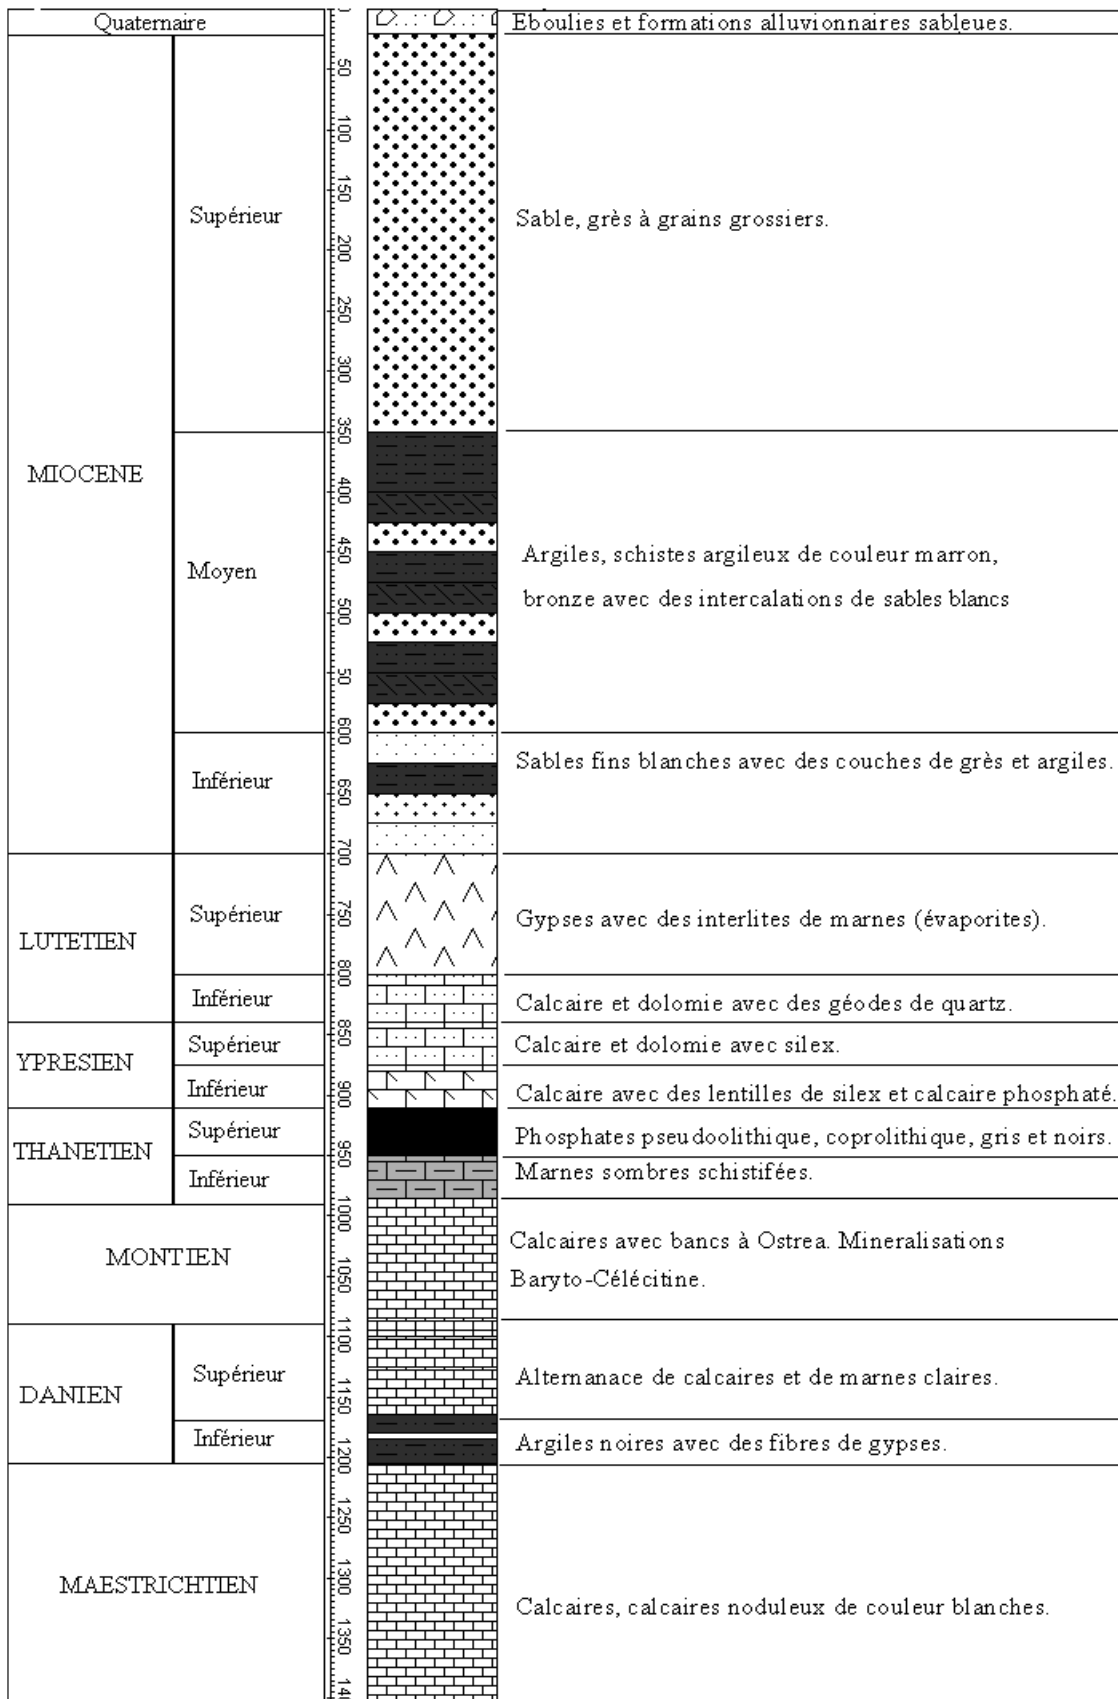 Quaternaire
Eboulies et formations alluvionnaires sableues.
MIOCENE
Supérieur
Sable, grès à grains grossiers.
Moyen
Argiles, schistes argileux de couleur marron,
bronze avec des intercalations de sables blancs
Inférieur
Sables fins blanches avec des couches de grès et argiles.
LUTETIEN
Supérieur
Gypses avec des interlites de marnes (évaporites).
Inférieur
Calcaire et dolomie avec des géodes de quartz.
YPRESIEN
Supérieur
Calcaire et dolomie avec silex.
Inférieur
Calcaire avec des lentilles de silex et calcaire phosphaté.
THANETIEN
Supérieur
Phosphates pseudoolithique, coprolithique, gris et noirs.
Inférieur
Marnes sombres schistifées.
MONTIEN
Calcaires avec bancs à Ostrea. Mineralisations
Baryto-Célécitine.
DANIEN
Supérieur
Alternanace de calcaires et de marnes claires.
Inférieur
Argiles noires avec des fibres de gypses.
MAESTRICHTIEN
Calcaires, calcaires noduleux de couleur blanches.
50
100
150
200
250
300
350
400
450
500
50
600
650
700
750
800
850
900
950
1000
1050
1100
1150
1200
1250
1300
1350